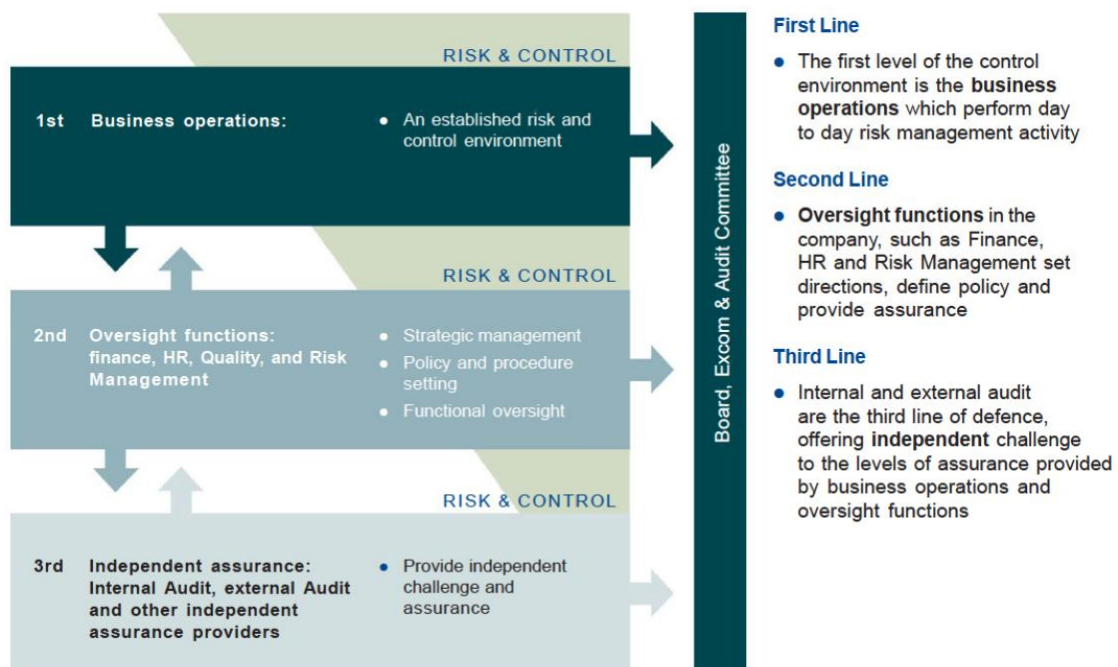 RISK & CONTROL
1st Business operations:
● An established risk and
control environment
RISK & CONTROL
2nd Oversight functions:
finance, HR, Quality, and Risk
Management
● Strategic management
● Policy and procedure
setting
● Functional oversight
RISK & CONTROL
3rd Independent assurance:
Internal Audit, external Audit
and other independent
assurance providers
● Provide independent
challenge and
assurance
Board, Excom & Audit Committee
First Line
● The first level of the control
environment is the business
operations which perform day
to day risk management activity
Second Line
● Oversight functions in the
company, such as Finance,
HR and Risk Management set
directions, define policy and
provide assurance
Third Line
● Internal and external audit
are the third line of defence,
offering independent challenge
to the levels of assurance provided
by business operations and
oversight functions